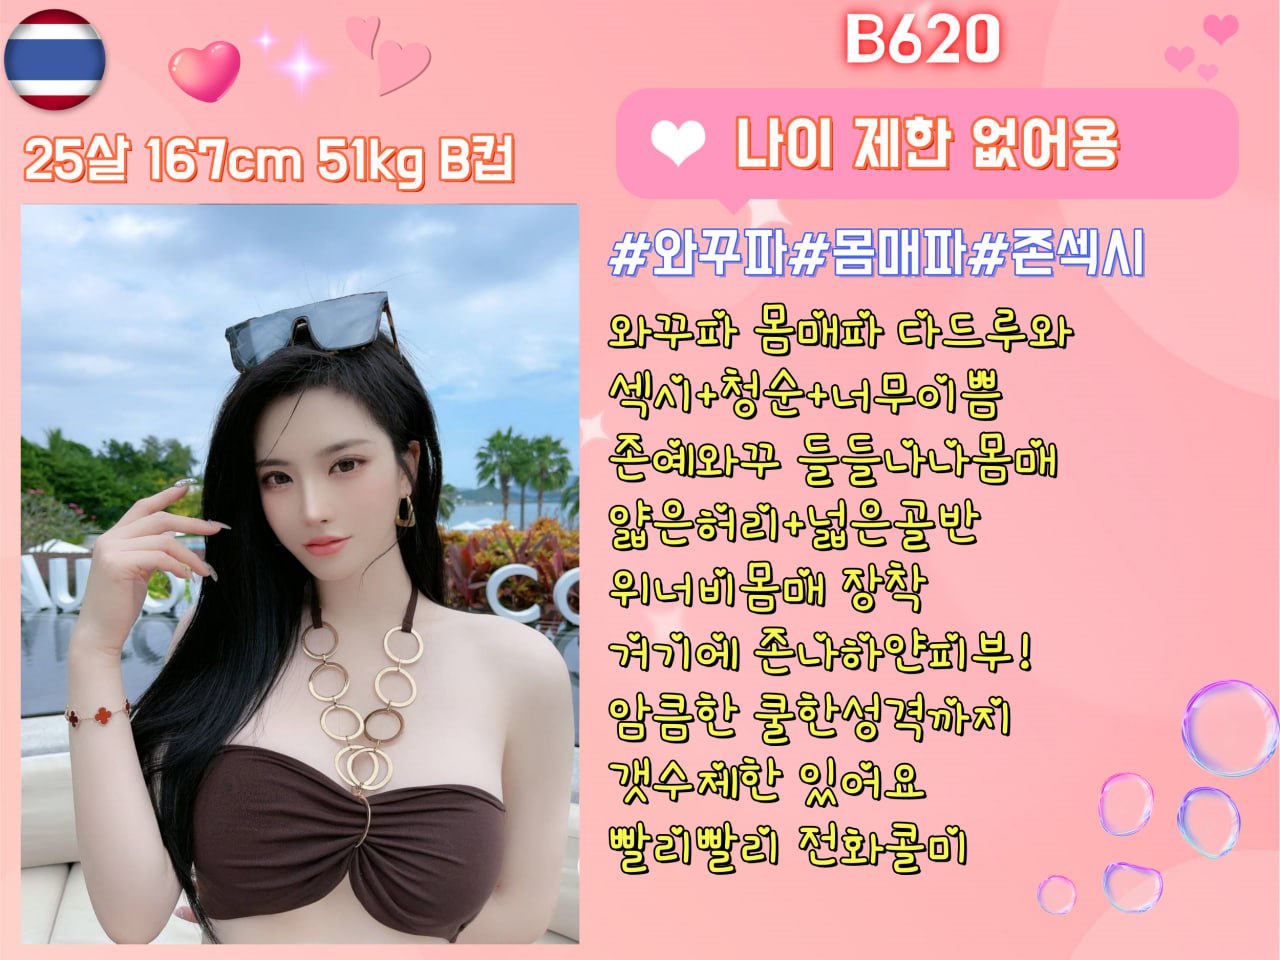 B620
25살 167cm 51kg B컵
나이 제한 없어용
#와꾸파#몸매파#존섹시
와꾸파 몸매파 다드루와
섹시+청순+너무이쁨
존예와꾸 들들나나몸매
얇은허리+넓은골반
위너비몸매 장착
거기에 존나하얀피부!
암큼한 쿨한성격까지
갯수제한 있어요
빨리빨리 전화콜미
AU
CO